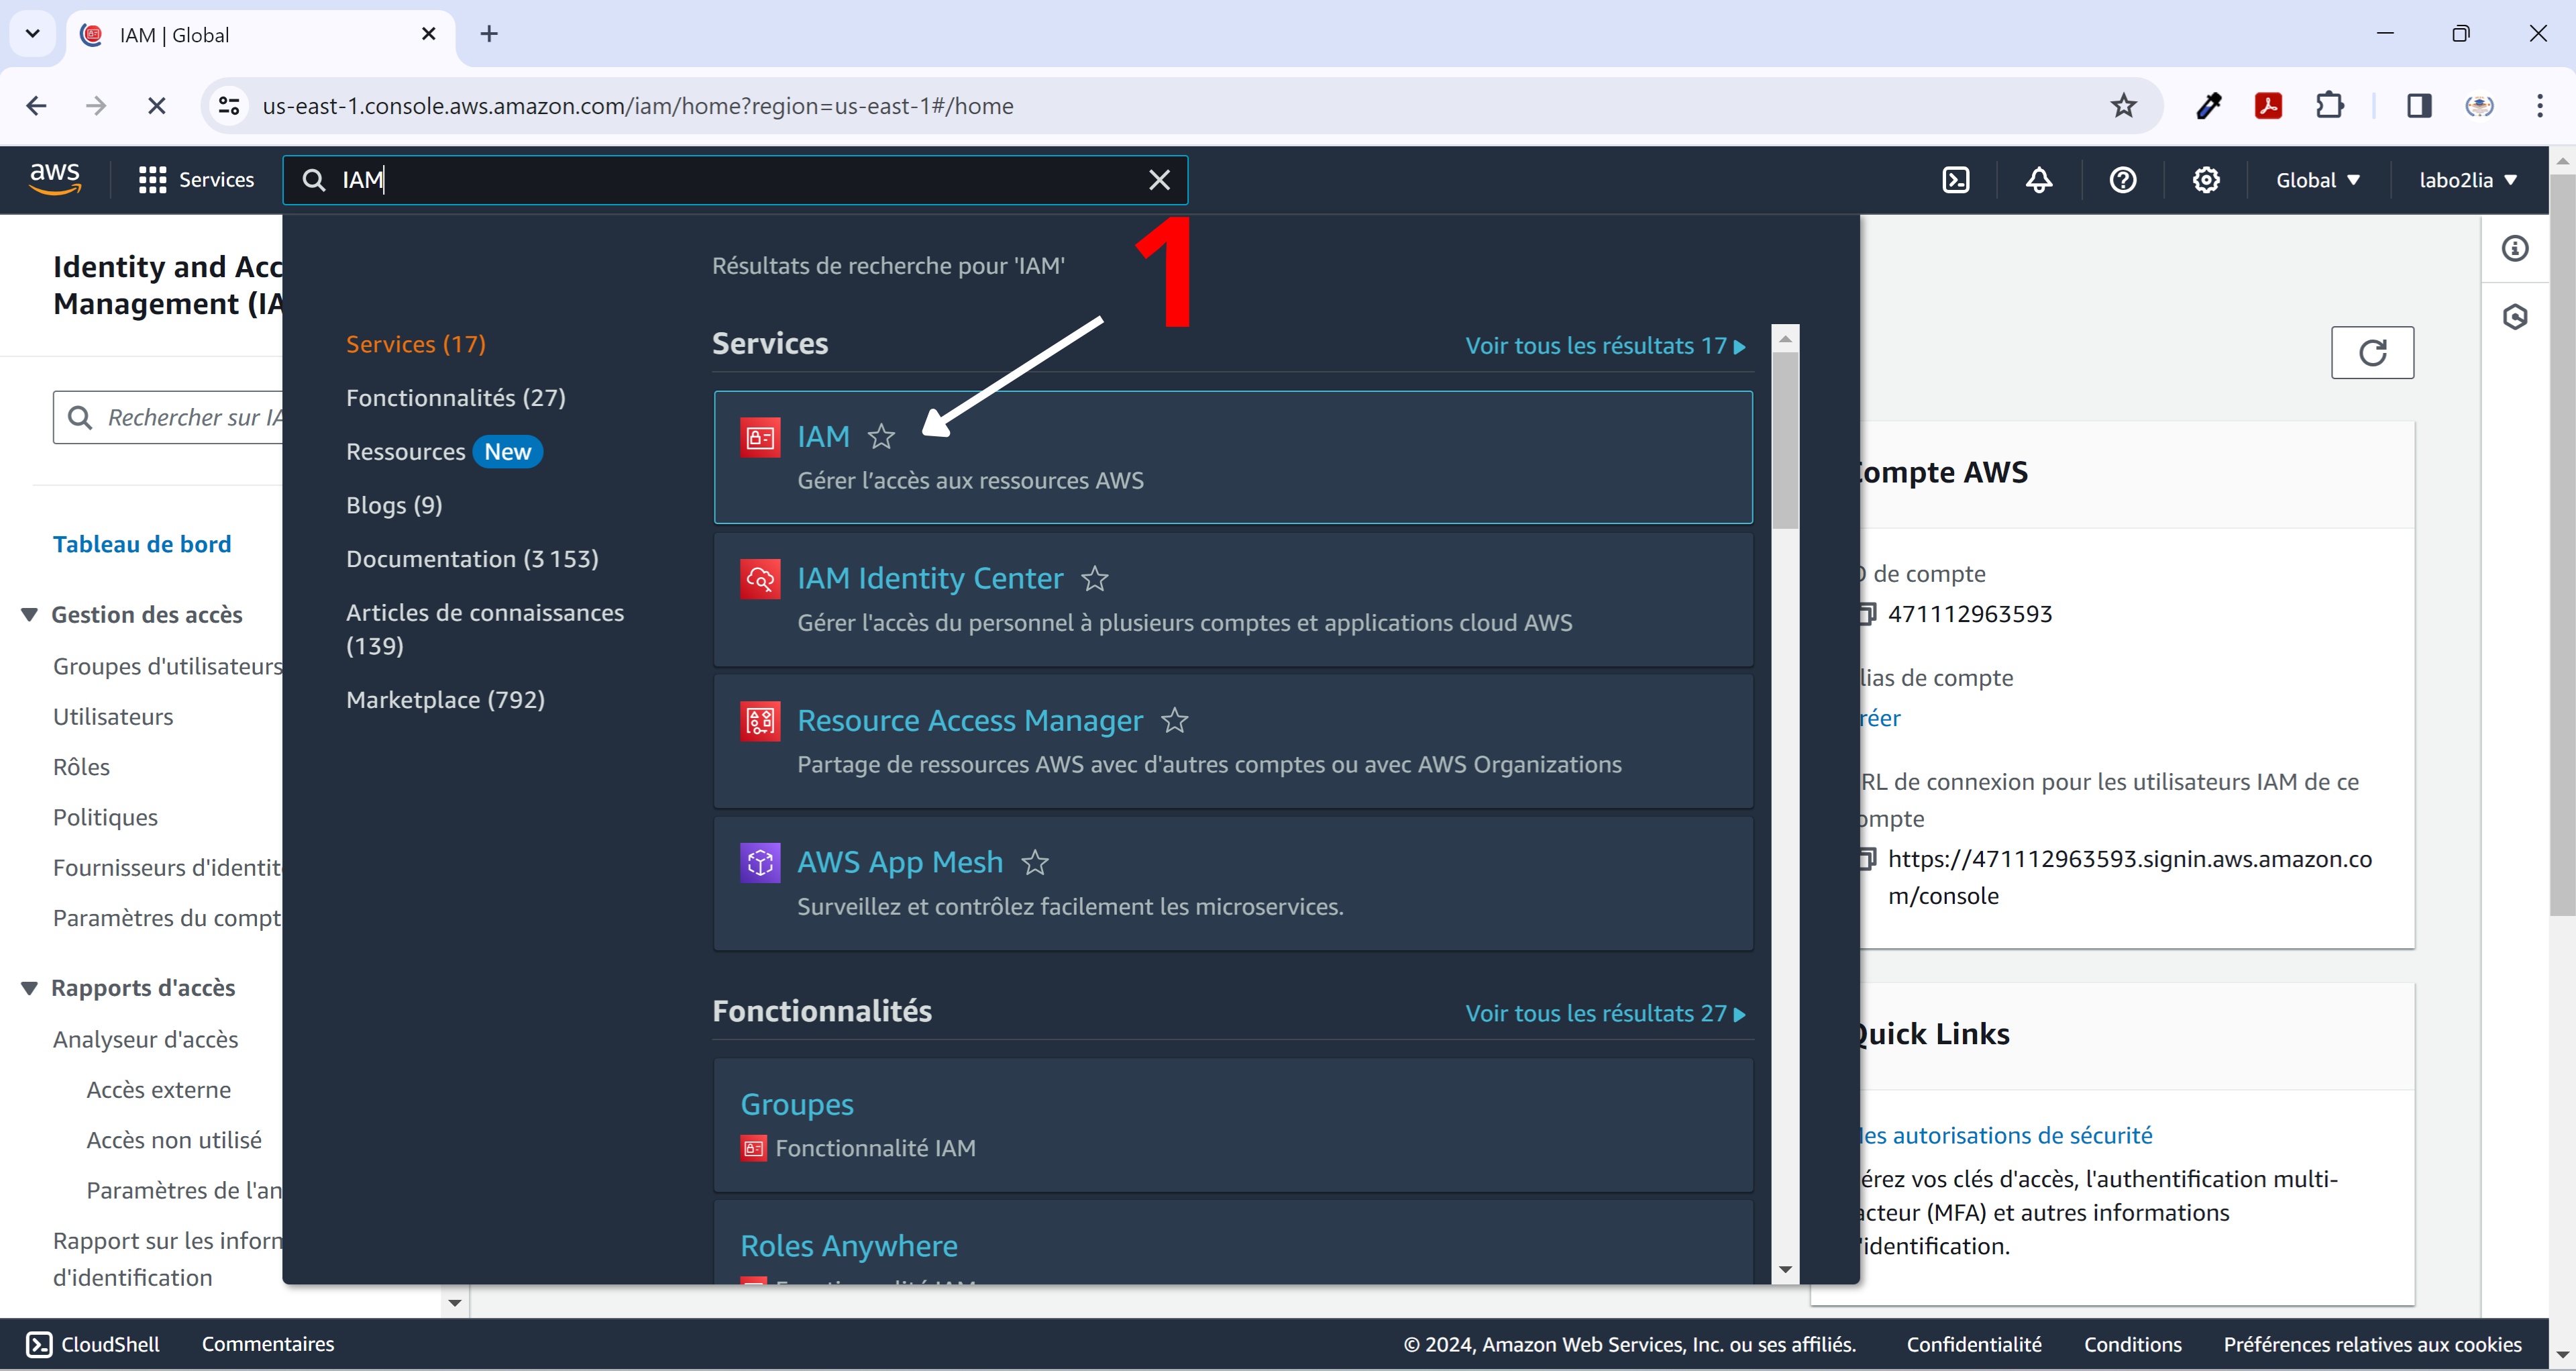 IAM | Global
us-east-1.console.aws.amazon.com/iam/home?region=us-east-1#/home
aws
Services
IAM
Global
labo2lia
1
Identity and Acc
Management (IA
Rechercher sur IA
Tableau de bord
Gestion des accès
Groupes d'utilisateurs
Utilisateurs
Rôles
Politiques
Fournisseurs d'identit
Paramètres du compt
Rapports d'accès
Analyseur d'accès
Accès externe
Accès non utilisé
Paramètres de l'an
Rapport sur les inform
d'identification
Résultats de recherche pour 'IAM'
Services (17)
Fonctionnalités (27)
Ressources New
Blogs (9)
Documentation (3 153)
Articles de connaissances
(139)
Marketplace (792)
Services
Voir tous les résultats 17
IAM
Gérer l'accès aux ressources AWS
IAM Identity Center
Gérer l'accès du personnel à plusieurs comptes et applications cloud AWS
Resource Access Manager
Partage de ressources AWS avec d'autres comptes ou avec AWS Organizations
AWS App Mesh
Surveillez et contrôlez facilement les microservices.
Fonctionnalités
Voir tous les résultats 27
Groupes
Fonctionnalité IAM
Roles Anywhere
ompte AWS
de compte
471112963593
lias de compte
réer
RL de connexion pour les utilisateurs IAM de ce
ompte
https://471112963593.signin.aws.amazon.co
m/console
Quick Links
les autorisations de sécurité
érez vos clés d'accès, l'authentification multi-
acteur (MFA) et autres informations
'identification.
CloudShell
Commentaires
© 2024, Amazon Web Services, Inc. ou ses affiliés.
Confidentialité
Conditions
Préférences relatives aux cookies